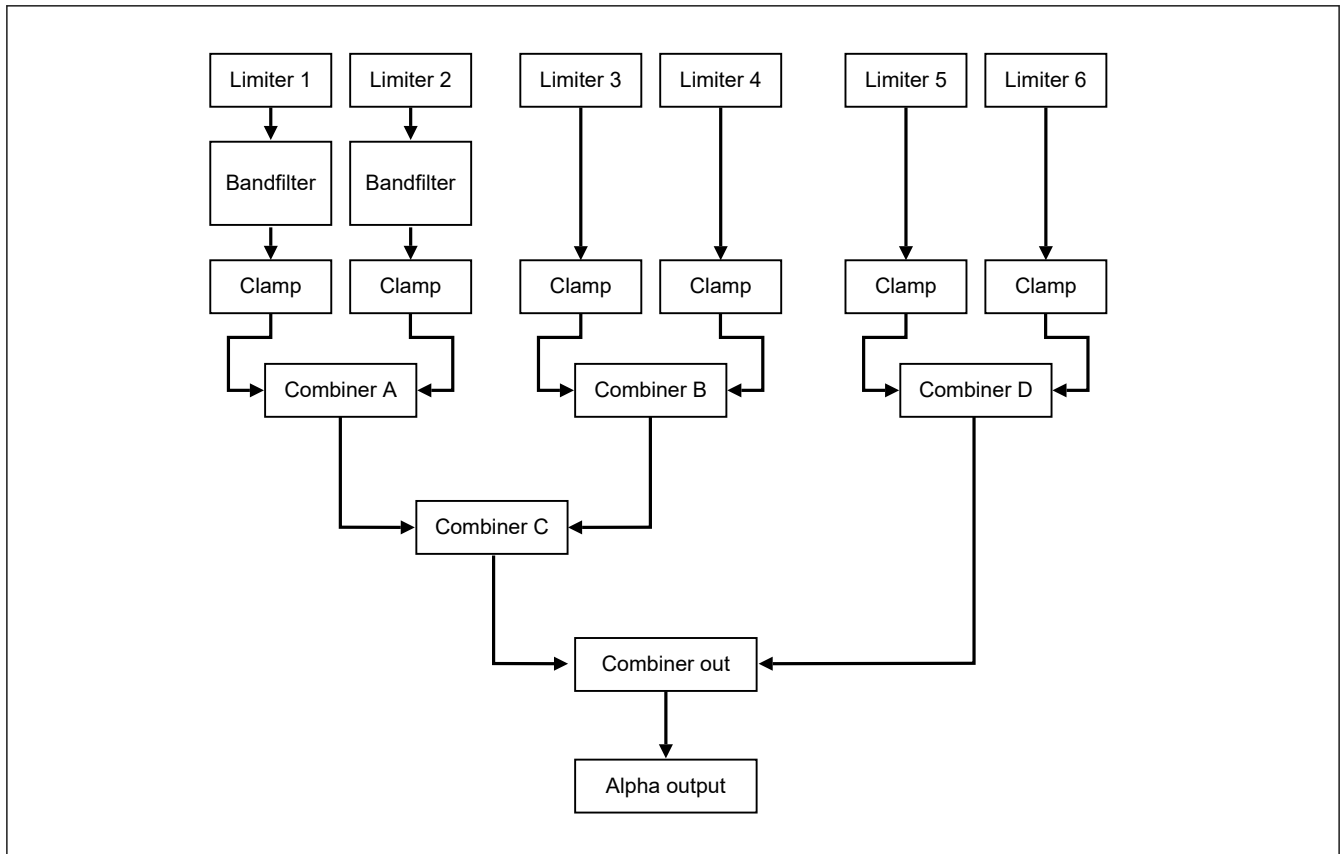 Limiter 1
Limiter 2
Limiter 3
Limiter 4
Limiter 5
Limiter 6
Bandfilter
Bandfilter
Clamp
Clamp
Clamp
Clamp
Clamp
Clamp
Combiner A
Combiner B
Combiner D
Combiner C
Combiner out
Alpha output